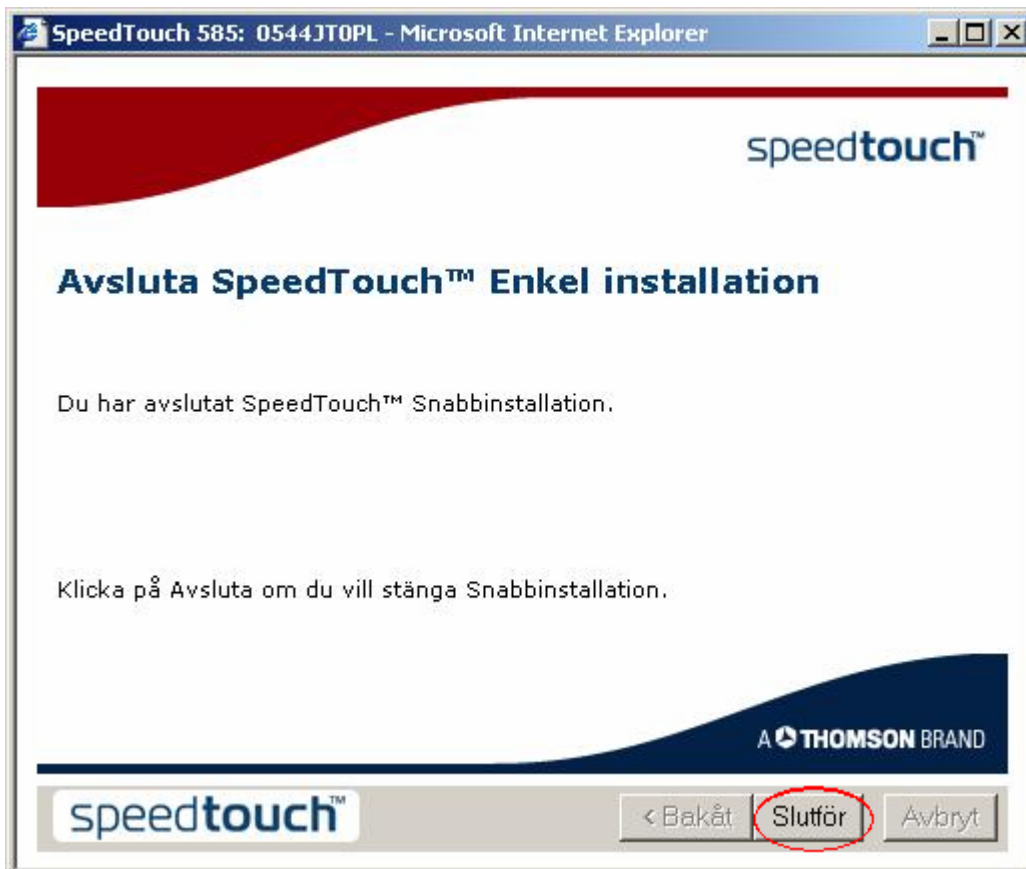 SpeedTouch 585: 0544JT0PL - Microsoft Internet Explorer
speedtouch™
Avsluta SpeedTouch™ Enkel installation
Du har avslutat SpeedTouch™ Snabbinstallation.
Klicka på Avsluta om du vill stänga Snabbinstallation.
A THOMSON BRAND
speedtouch™ < Bakåt Slutför Avbryt